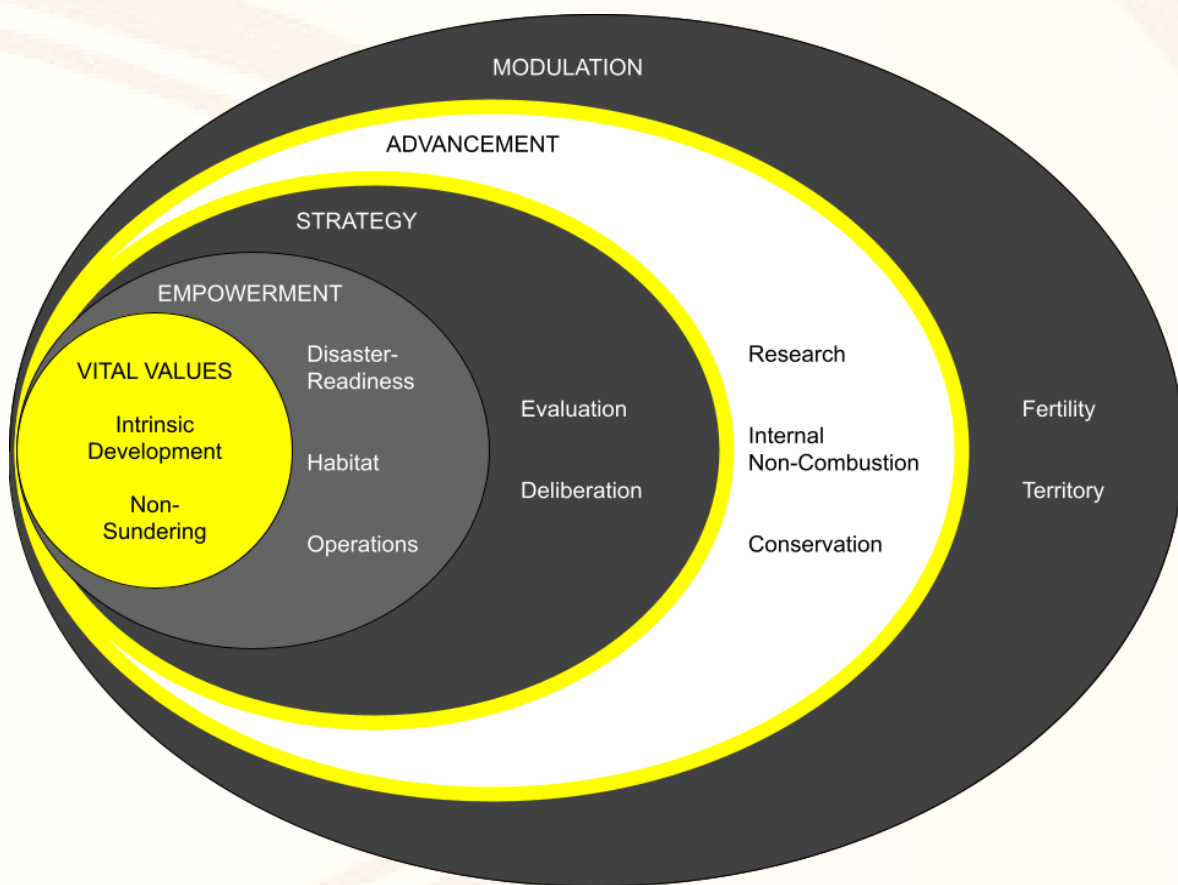 MODULATION
ADVANCEMENT
STRATEGY
EMPOWERMENT
VITAL VALUES
Intrinsic
Development
Non-
Sundering
Disaster-
Readiness
Habitat
Operations
Evaluation
Deliberation
Research
Internal
Non-Combustion
Conservation
Fertility
Territory